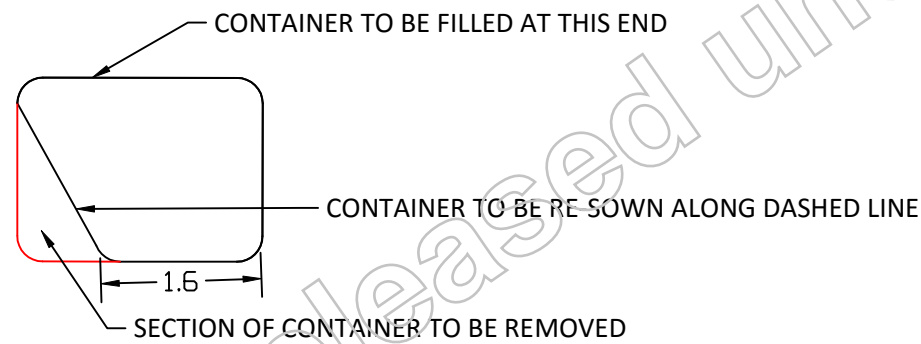 CONTAINER TO BE FILLED AT THIS END
CONTAINER TO BE RE-SOWN ALONG DASHED LINE
1.6
SECTION OF CONTAINER TO BE REMOVED